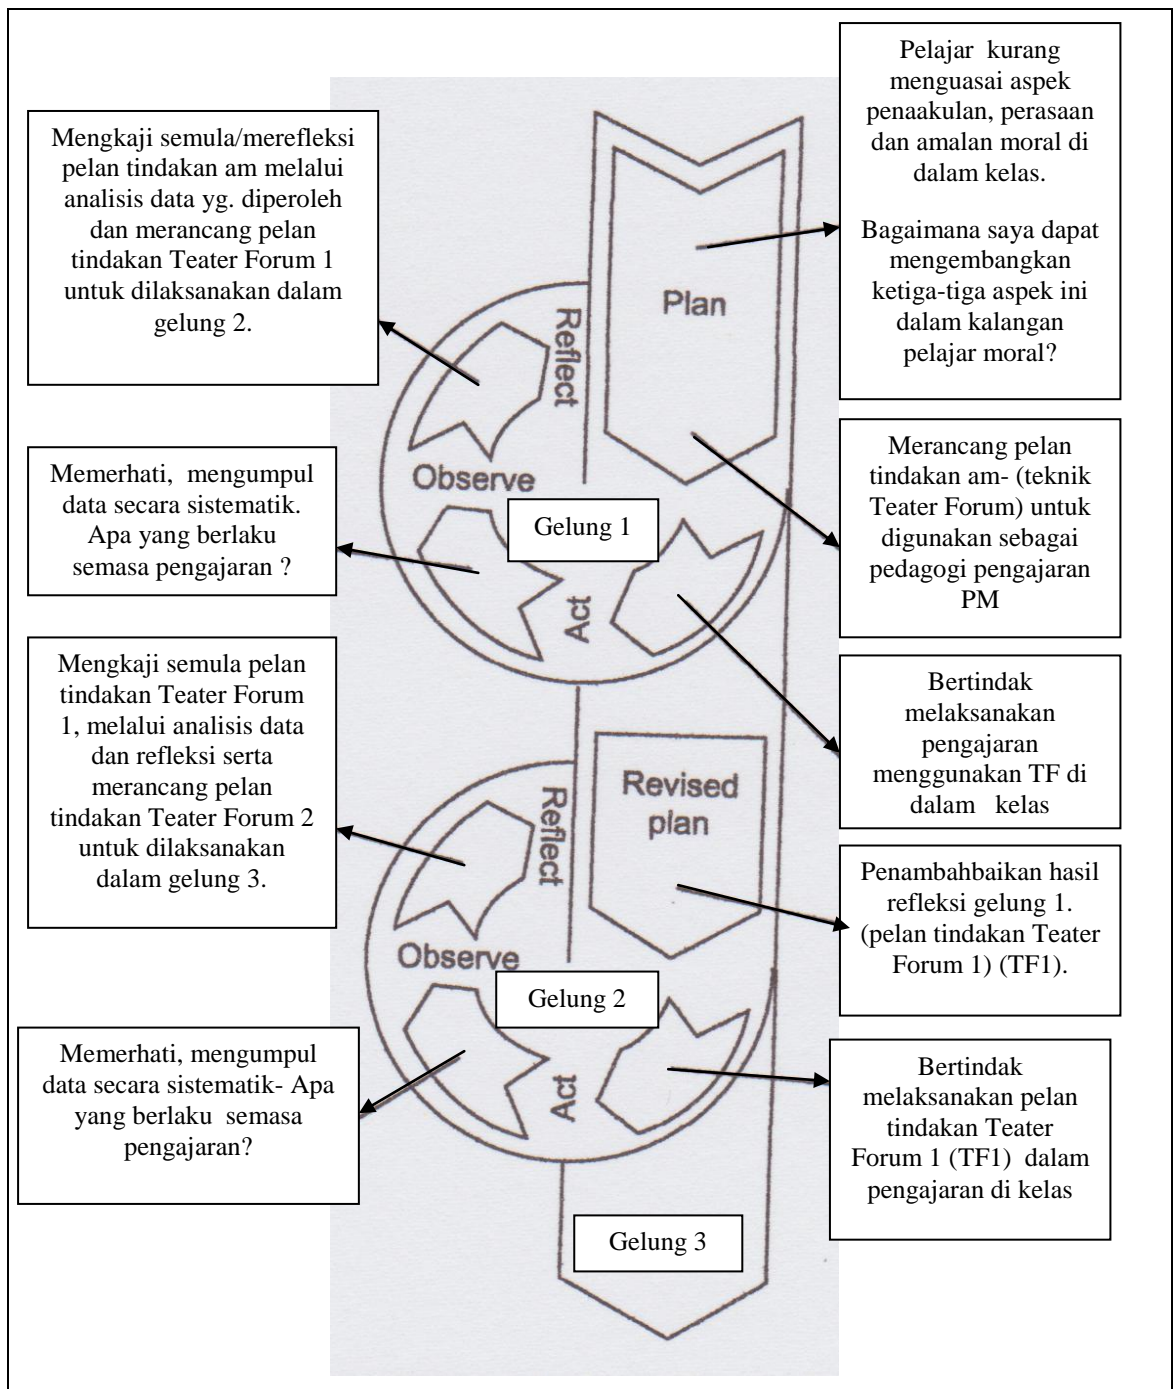 Pelajar kurang
menguasai aspek
penaakulan, perasaan
dan amalan moral di
dalam kelas.
Bagaimana saya dapat
mengembangkan
ketiga-tiga aspek ini
dalam kalangan
pelajar moral?
Mengkaji semula/merefleksi
pelan tindakan am melalui
analisis data yg. diperoleh
dan merancang pelan
tindakan Teater Forum 1
untuk dilaksanakan dalam
gelung 2.
Plan
Reflect
Observe
Act
Gelung 1
Merancang pelan
tindakan am- (teknik
Teater Forum) untuk
digunakan sebagai
pedagogi pengajaran
PM
Memerhati, mengumpul
data secara sistematik.
Apa yang berlaku
semasa pengajaran ?
Bertindak
melaksanakan
pengajaran
menggunakan TF di
dalam kelas
Mengkaji semula pelan
tindakan Teater Forum
1, melalui analisis data
dan refleksi serta
merancang pelan
tindakan Teater Forum 2
untuk dilaksanakan
dalam gelung 3.
Revised
plan
Reflect
Observe
Act
Gelung 2
Penambahbaikan hasil
refleksi gelung 1.
(pelan tindakan Teater
Forum 1) (TF1).
Memerhati, mengumpul
data secara sistematik- Apa
yang berlaku semasa
pengajaran?
Bertindak
melaksanakan pelan
tindakan Teater
Forum 1 (TF1) dalam
pengajaran di kelas
Gelung 3